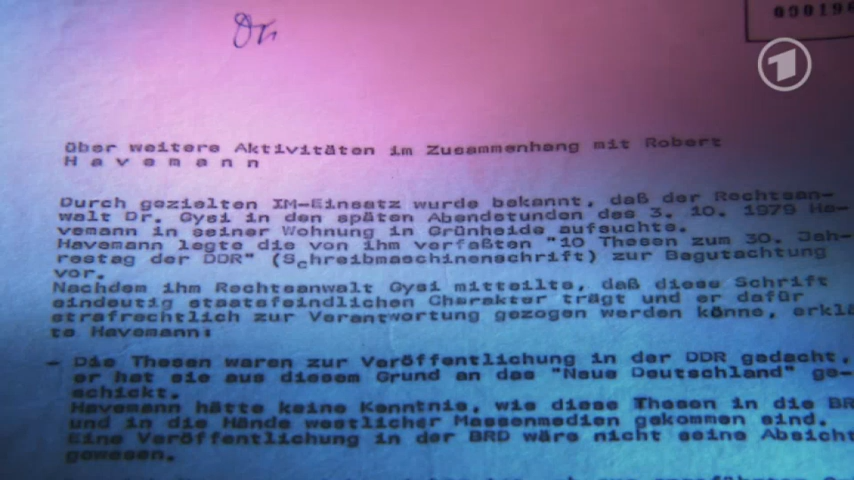 000196
1
Dr.
Über weitere Aktivitäten im Zusammenhang mit Robert
H a v e m a n n
Durch gezielten IM-Einsatz wurde bekannt, daß der Rechtsan-
walt Dr. Gysi in den späten Abendstunden des 3. 10. 1979 Ha-
vemann in seiner Wohnung in Grünheide aufsuchte.
Havemann legte die von ihm verfaßten "10 Thesen zum 30. Jah-
restag der DDR" (Schreibmaschinenschrift) zur Begutachtung
vor.
Nachdem ihm Rechtsanwalt Gysi mitteilte, daß diese Schrift
eindeutig staatsfeindlichen Charakter trägt und er dafür
strafrechtlich zur Verantwortung gezogen werden könne, erklä
te Havemann:
- Die Thesen waren zur Veröffentlichung in der DDR gedacht,
er hat sie aus diesem Grund an das "Neue Deutschland" ge-
schickt.
Havemann hätte keine Kenntnis, wie diese Thesen in die BR
und in die Hände westlicher Massenmedien gekommen sind.
Eine Veröffentlichung in der BRD wäre nicht seine Absicht
gewesen.